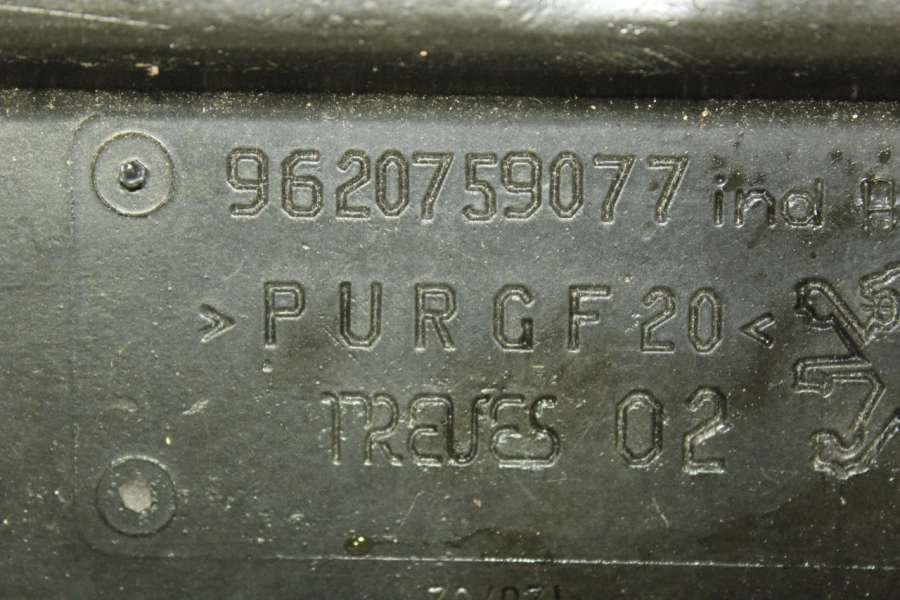 9620759077 ind A
>PURGF20<
TREVES 02